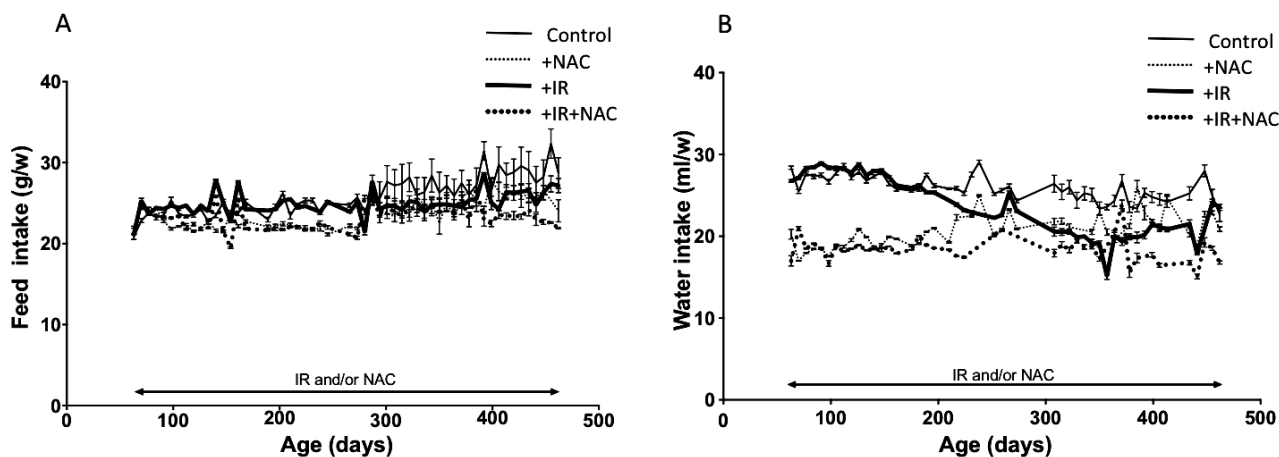 A
Control
+NAC
+IR
+IR+NAC
40
30
20
10
0
Feed intake (g/w)
IR and/or NAC
0 100 200 300 400 500
Age (days)
B
Control
+NAC
+IR
+IR+NAC
40
30
20
10
0
Water intake (ml/w)
IR and/or NAC
0 100 200 300 400 500
Age (days)